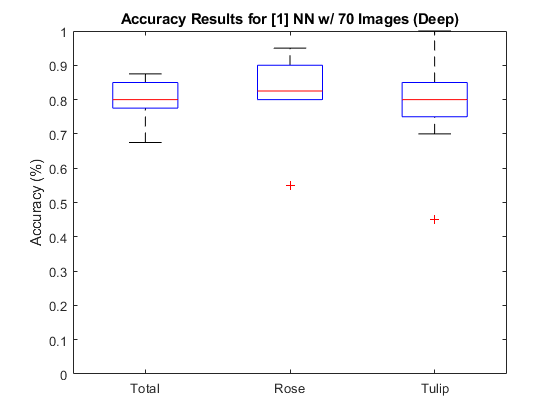 Accuracy Results for [1] NN w/ 70 Images (Deep)
Accuracy (%)
1
0.9
0.8
0.7
0.6
0.5
0.4
0.3
0.2
0.1
0
Total
Rose
Tulip